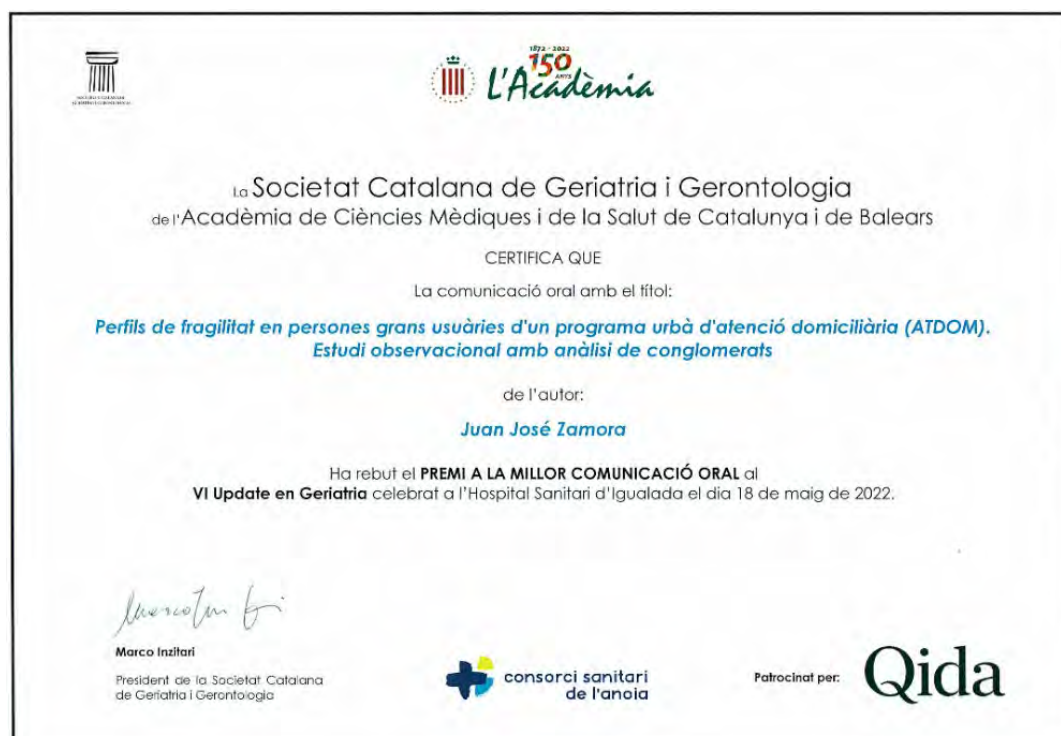 1872 - 2022
150
ANYS
L'Acadèmia
La Societat Catalana de Geriatria i Gerontologia
de l'Acadèmia de Ciències Mèdiques i de la Salut de Catalunya i de Balears
CERTIFICA QUE
La comunicació oral amb el títol:
Perfils de fragilitat en persones grans usuàries d'un programa urbà d'atenció domiciliària (ATDOM).
Estudi observacional amb anàlisi de conglomerats
de l'autor:
Juan José Zamora
Ha rebut el PREMI A LA MILLOR COMUNICACIÓ ORAL al
VI Update en Geriatria celebrat a l'Hospital Sanitari d'Igualada el dia 18 de maig de 2022.
Marco Inzitari
President de la Societat Catalana
de Geriatria i Gerontologia
consorci sanitari
de l'anoia
Patrocinat per:
Qida